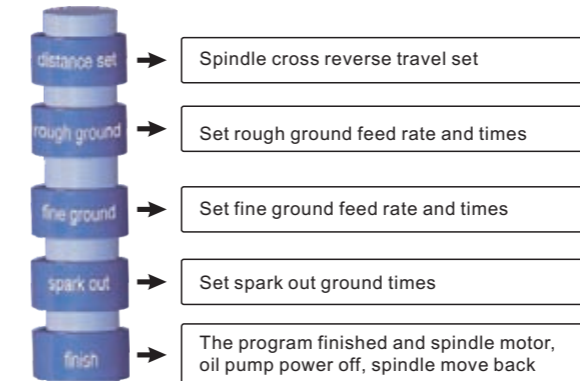 distance set
Spindle cross reverse travel set
rough ground
Set rough ground feed rate and times
fine ground
Set fine ground feed rate and times
spark out
Set spark out ground times
finish
The program finished and spindle motor,
oil pump power off, spindle move back